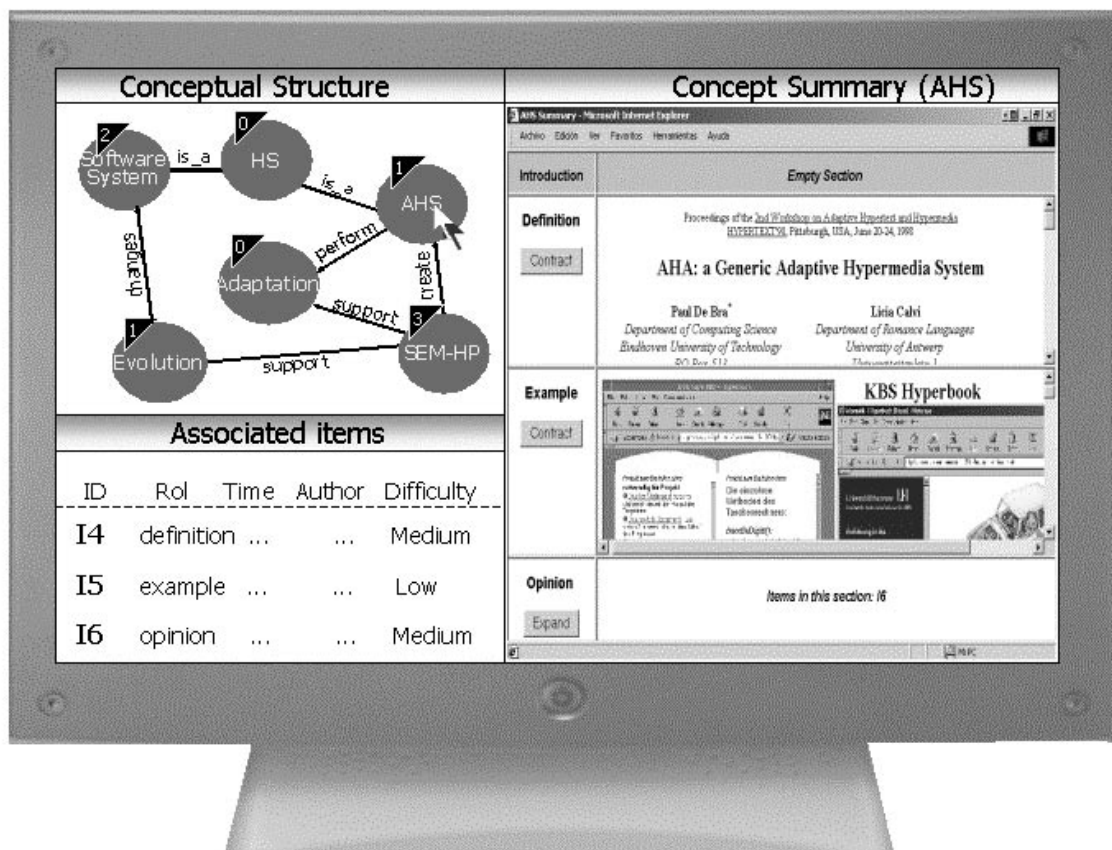 Conceptual Structure
2
Software
System
is_a
0
HS
is_a
1
AHS
perform
0
Adaptation
create
changes
support
3
SEM-HP
1
Evolution
support
Associated items
ID Rol Time Author Difficulty
I4 definition ... ... Medium
I5 example ... ... Low
I6 opinion ... ... Medium
Concept Summary (AHS)
AHS Summary - Microsoft Internet Explorer
Archivo Edición Ver Favoritos Herramientas Ayuda
Introduction
Empty Section
Definition
Contract
Proceedings of the 2nd Workshop on Adaptive Hypertext and Hypermedia
HYPERTEXT'98, Pittsburgh, USA, June 20-24, 1998
AHA: a Generic Adaptive Hypermedia System
Paul De Bra* Licia Calvi
Department of Computing Science Department of Romance Languages
Eindhoven University of Technology University of Antwerp
Example
Contract
KBS Hyperbook
Opinion
Expand
Items in this section: I6
Mi PC